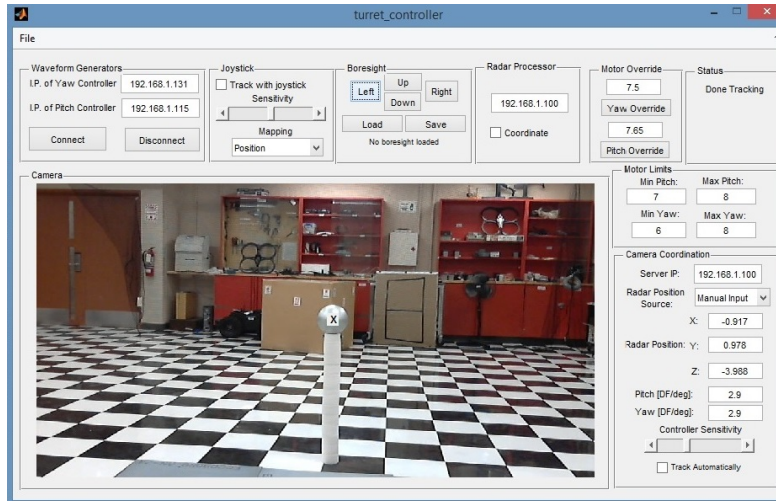 turret_controller
File
Waveform Generators
I.P. of Yaw Controller 192.168.1.131
I.P. of Pitch Controller 192.168.1.115
Connect Disconnect
Joystick
Track with joystick
Sensitivity
Mapping
Position
Boresight
Up
Left Right
Down
Load Save
No boresight loaded
Radar Processor
192.168.1.100
Coordinate
Motor Override
7.5
Yaw Override
7.65
Pitch Override
Status
Done Tracking
Camera
X
Motor Limits
Min Pitch: Max Pitch:
7 8
Min Yaw: Max Yaw:
6 8
Camera Coordination
Server IP: 192.168.1.100
Radar Position Source: Manual Input
X: -0.917
Radar Position: Y: 0.978
Z: -3.988
Pitch [DF/deg]: 2.9
Yaw [DF/deg]: 2.9
Controller Sensitivity
Track Automatically